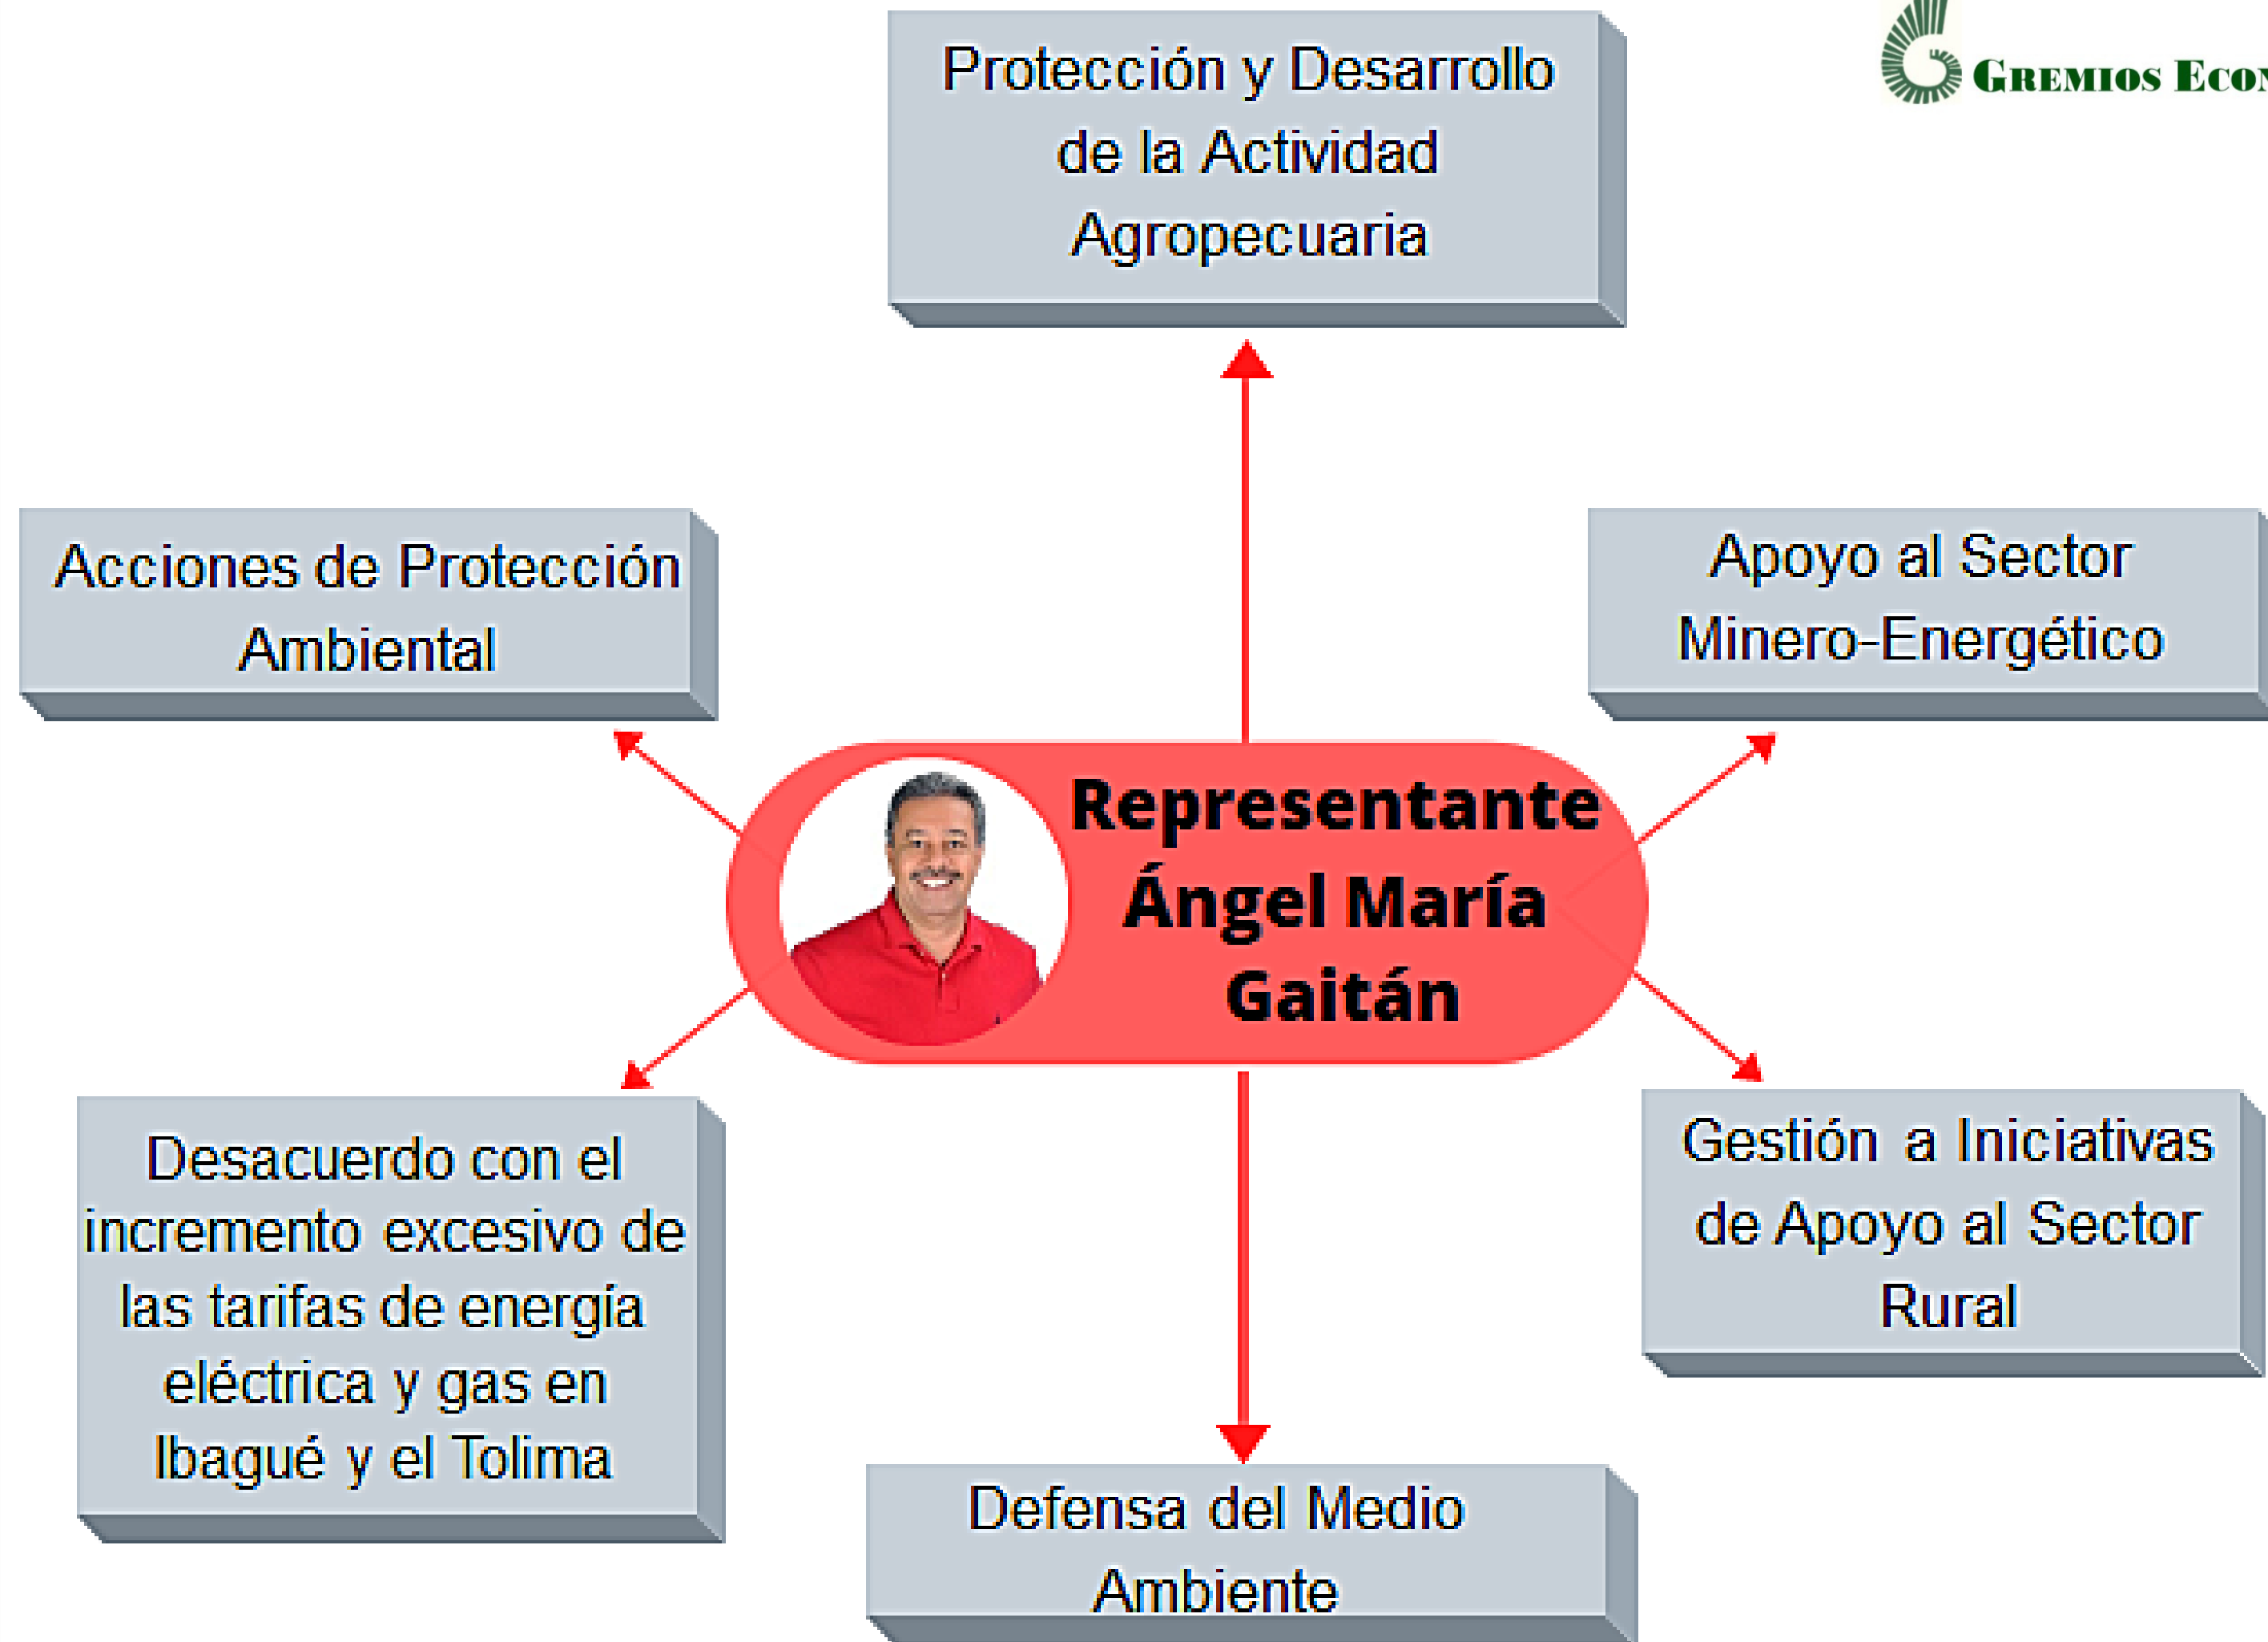 Protección y Desarrollo
de la Actividad
Agropecuaria
GREMIOS ECON
Acciones de Protección
Ambiental
Apoyo al Sector
Minero-Energético
Representante
Ángel María
Gaitán
Desacuerdo con el
incremento excesivo de
las tarifas de energía
eléctrica y gas en
Ibagué y el Tolima
Gestión a Iniciativas
de Apoyo al Sector
Rural
Defensa del Medio
Ambiente